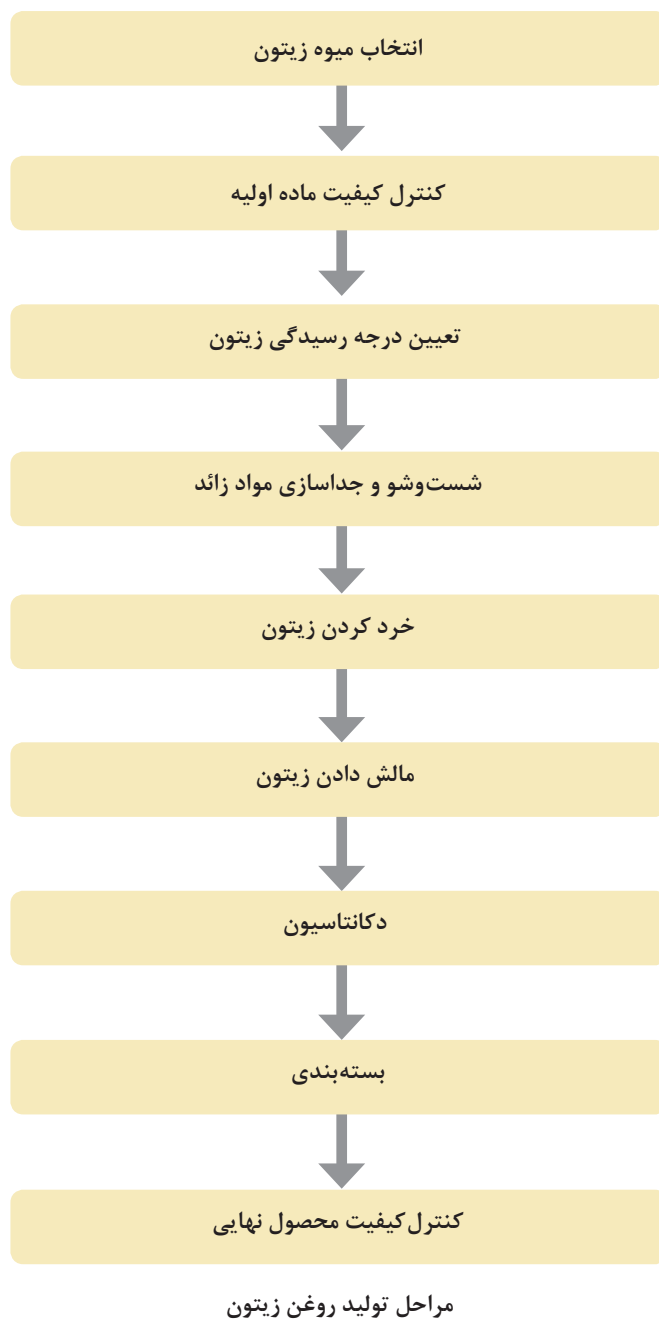 انتخاب میوه زیتون
کنترل کیفیت ماده اولیه
تعیین درجه رسیدگی زیتون
شست‌وشو و جداسازی مواد زائد
خرد کردن زیتون
مالش دادن زیتون
دکانتاسیون
بسته‌بندی
کنترل کیفیت محصول نهایی
مراحل تولید روغن زیتون